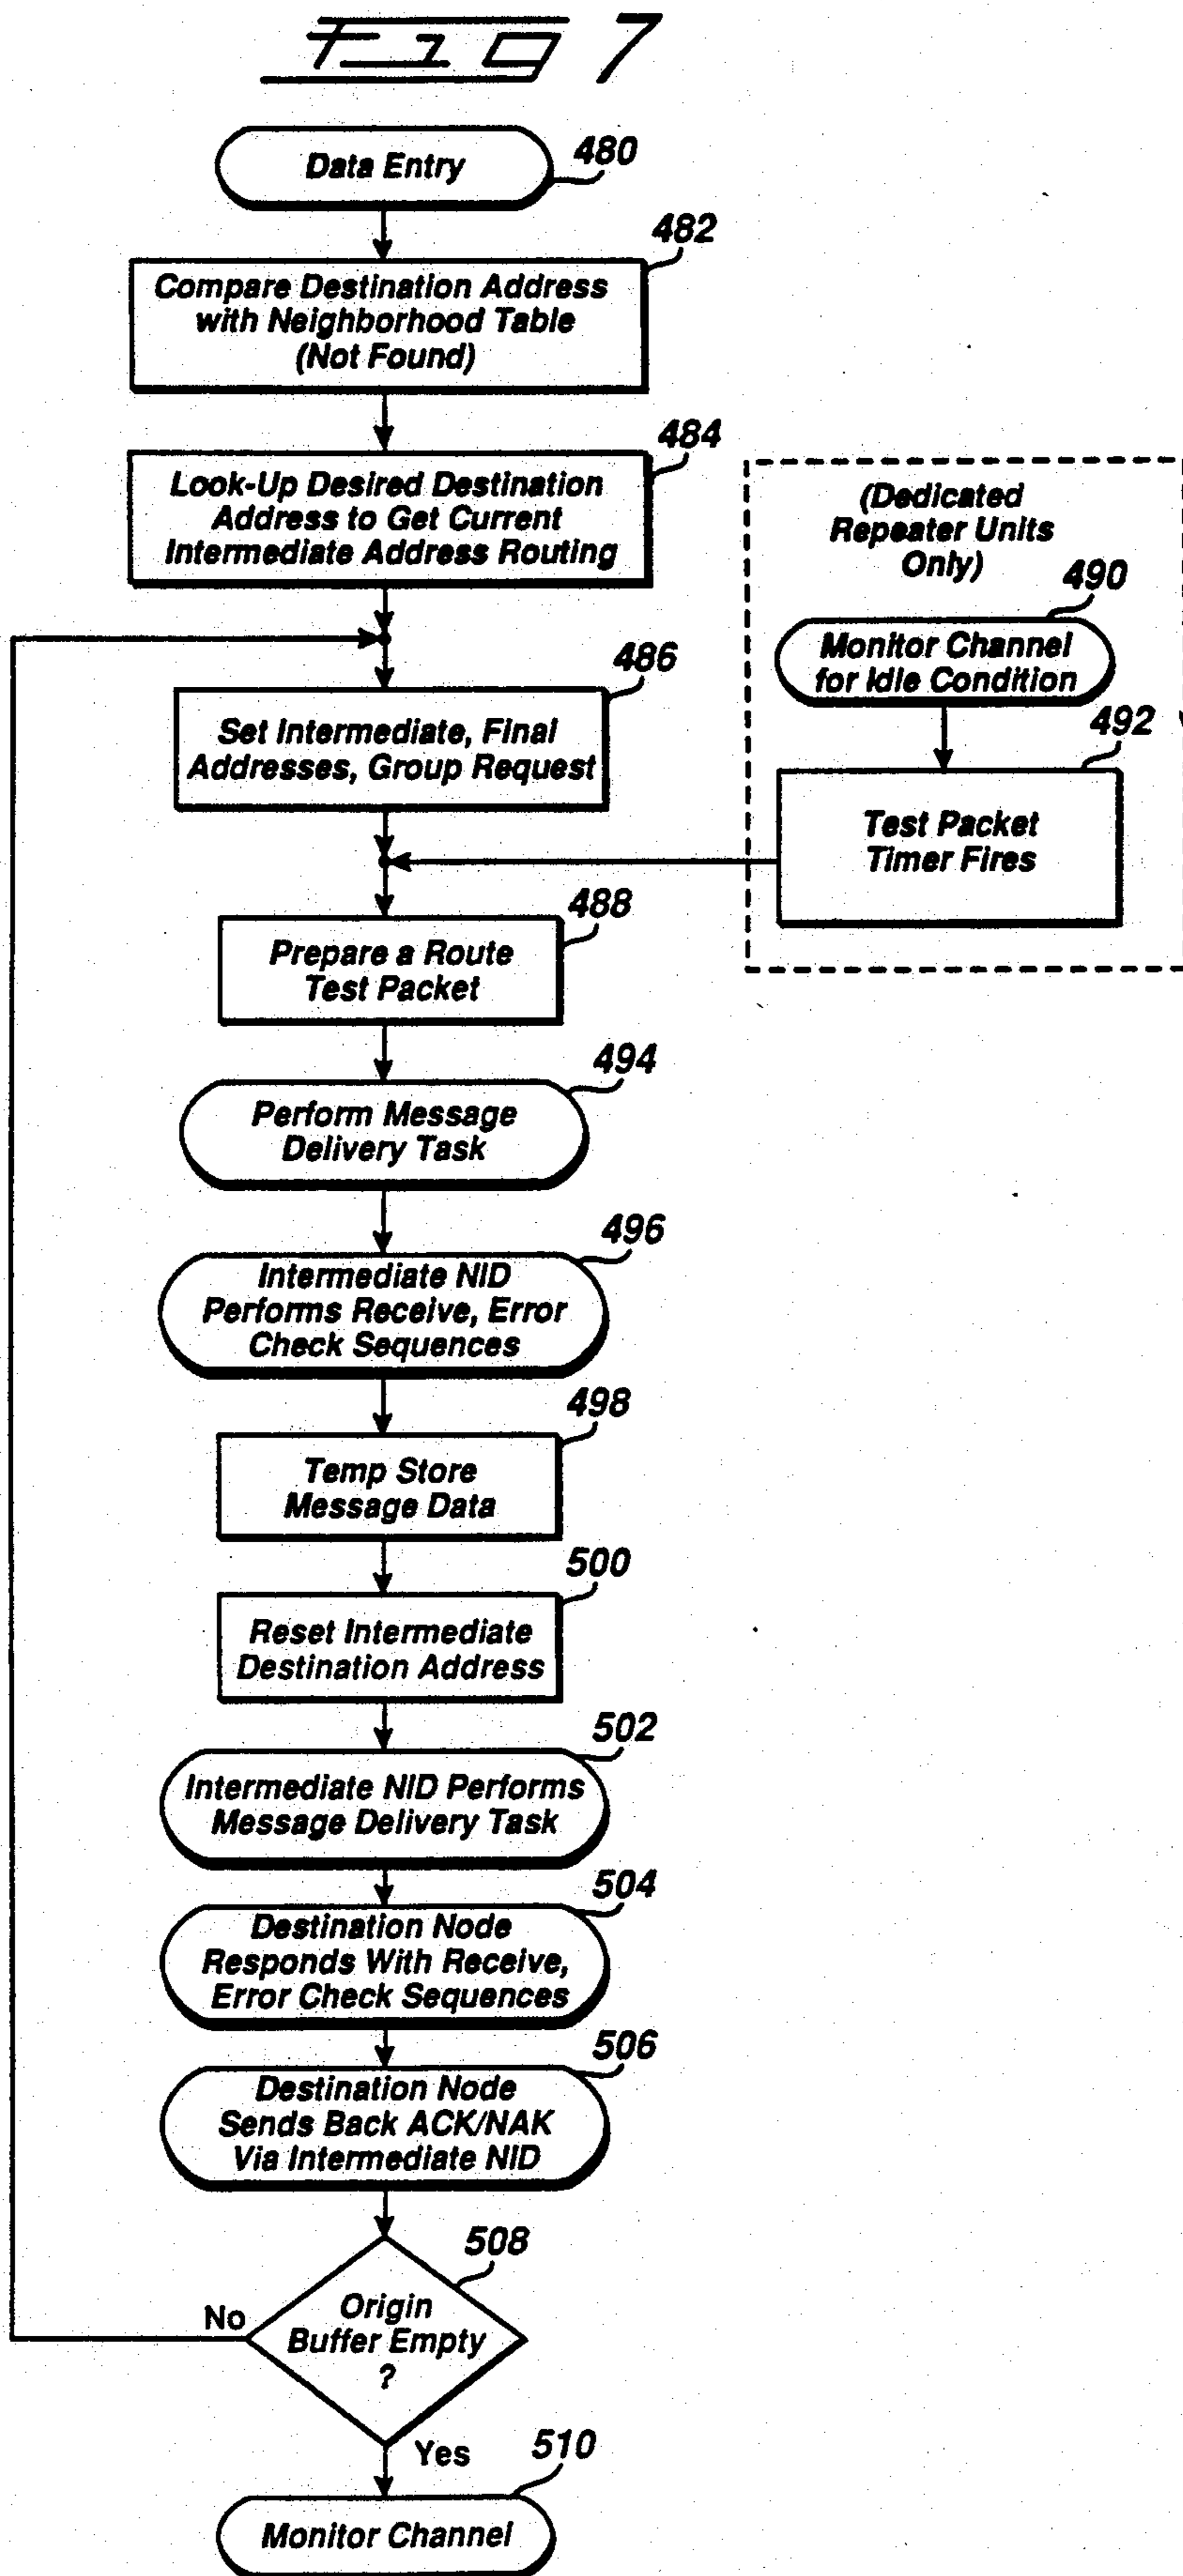 Fig 7
Data Entry
480
Compare Destination Address
with Neighborhood Table
(Not Found)
482
Look-Up Desired Destination
Address to Get Current
Intermediate Address Routing
484
Set Intermediate, Final
Addresses, Group Request
486
(Dedicated
Repeater Units
Only)
490
Monitor Channel
for Idle Condition
492
Test Packet
Timer Fires
488
Prepare a Route
Test Packet
494
Perform Message
Delivery Task
496
Intermediate NID
Performs Receive, Error
Check Sequences
498
Temp Store
Message Data
500
Reset Intermediate
Destination Address
502
Intermediate NID Performs
Message Delivery Task
504
Destination Node
Responds With Receive,
Error Check Sequences
506
Destination Node
Sends Back ACK/NAK
Via Intermediate NID
508
Origin
Buffer Empty
?
No
Yes
510
Monitor Channel